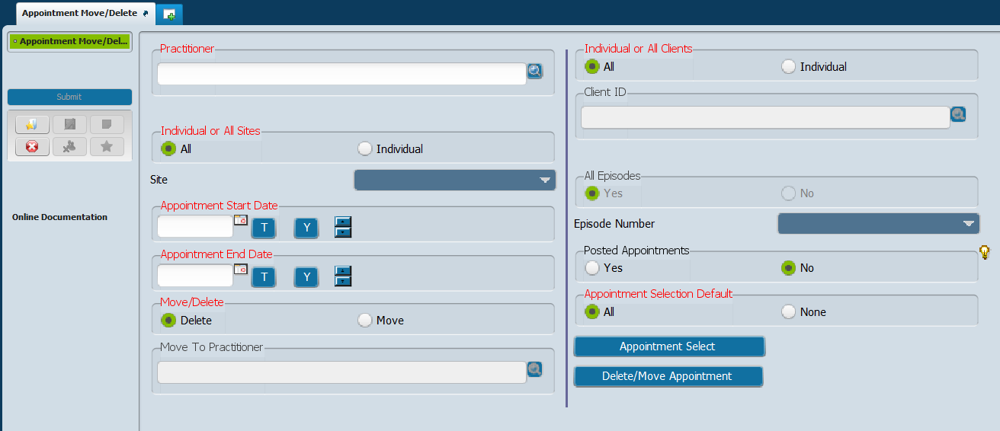 Appointment Move/Delete
Appointment Move/Del...
Submit
Online Documentation
Practitioner
Individual or All Sites
All
Individual
Site
Appointment Start Date
T
Y
Appointment End Date
T
Y
Move/Delete
Delete
Move
Move To Practitioner
Individual or All Clients
All
Individual
Client ID
All Episodes
Yes
No
Episode Number
Posted Appointments
Yes
No
Appointment Selection Default
All
None
Appointment Select
Delete/Move Appointment